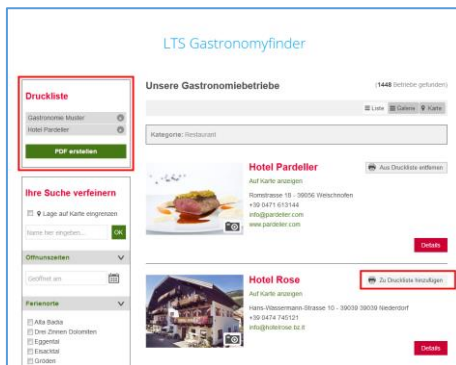 LTS Gastronomyfinder
Druckliste
Gastronomie Muster
Hotel Pardeller
PDF erstellen
Ihre Suche verfeinern
Lage auf Karte eingrenzen
Name hier eingeben...
OK
Öffnunszeiten
Geöffnet am
Ferienorte
Alta Badia
Drei Zinnen Dolomiten
Eggental
Eisacktal
Gröden
Unsere Gastronomiebetriebe
(1448 Betriebe gefunden)
Liste Galerie Karte
Kategorie: Restaurant
Hotel Pardeller
Aus Druckliste entfernen
Auf Karte anzeigen
Romstrasse 18 - 39056 Welschnofen
+39 0471 613144
info@pardeller.com
www.pardeller.com
Details
Hotel Rose
Zu Druckliste hinzufügen
Auf Karte anzeigen
Hans-Wassermann-Strasse 10 - 39039 39039 Niederdorf
+39 0474 745121
info@hotelrose.bz.it
Details